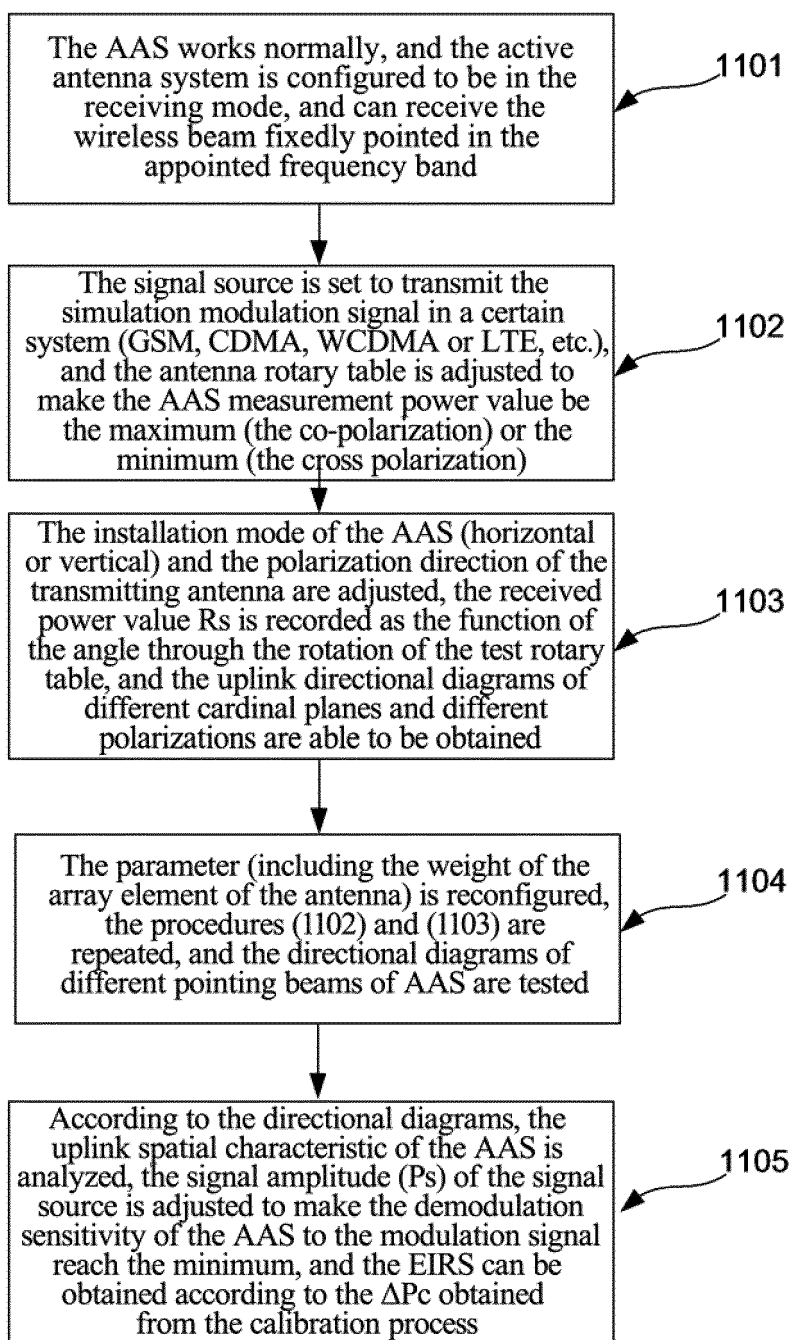 The AAS works normally, and the active
antenna system is configured to be in the
receiving mode, and can receive the
wireless beam fixedly pointed in the
appointed frequency band
1101
The signal source is set to transmit the
simulation modulation signal in a certain
system (GSM, CDMA, WCDMA or LTE, etc.),
and the antenna rotary table is adjusted to
make the AAS measurement power value be
the maximum (the co-polarization) or the
minimum (the cross polarization)
1102
The installation mode of the AAS (horizontal
or vertical) and the polarization direction of the
transmitting antenna are adjusted, the received
power value Rs is recorded as the function of
the angle through the rotation of the test rotary
table, and the uplink directional diagrams of
different cardinal planes and different
polarizations are able to be obtained
1103
The parameter (including the weight of the
array element of the antenna) is reconfigured,
the procedures (1102) and (1103) are
repeated, and the directional diagrams of
different pointing beams of AAS are tested
1104
According to the directional diagrams, the
uplink spatial characteristic of the AAS is
analyzed, the signal amplitude (Ps) of the signal
source is adjusted to make the demodulation
sensitivity of the AAS to the modulation signal
reach the minimum, and the EIRS can be
obtained according to the ΔPc obtained
from the calibration process
1105